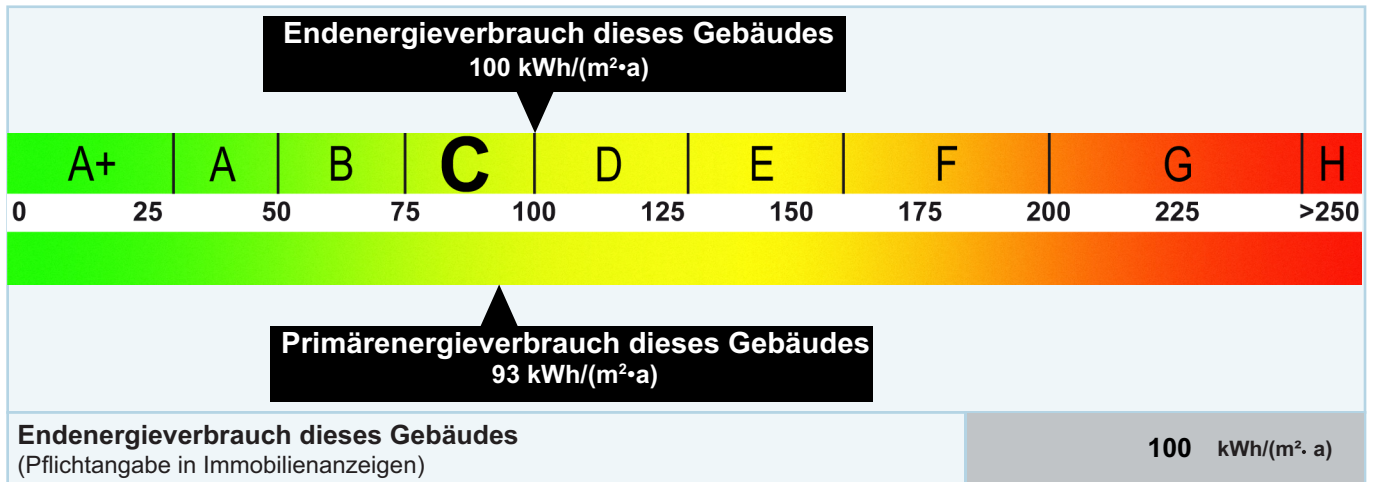 Endenergieverbrauch dieses Gebäudes
100 kWh/(m²•a)
A+ A B C D E F G H
0 25 50 75 100 125 150 175 200 225 >250
Primärenergieverbrauch dieses Gebäudes
93 kWh/(m²•a)
Endenergieverbrauch dieses Gebäudes
(Pflichtangabe in Immobilienanzeigen)
100 kWh/(m²· a)